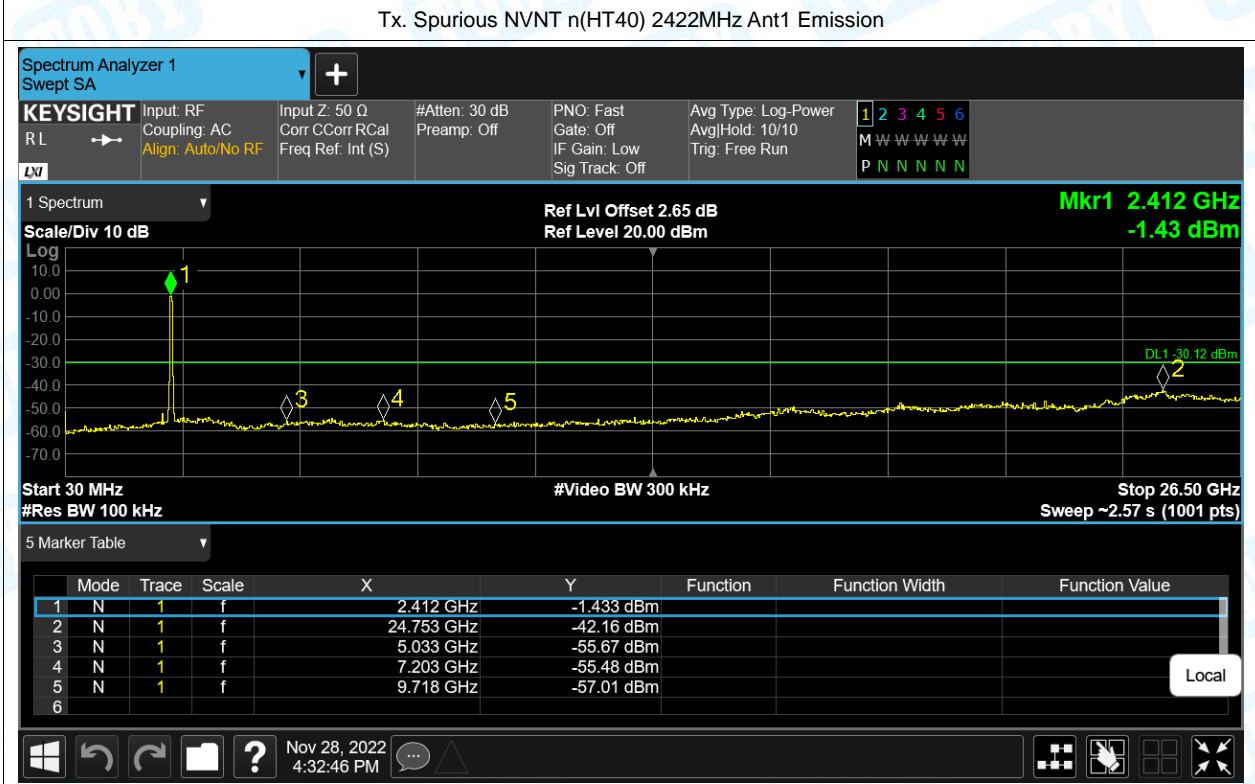 Tx. Spurious NVNT n(HT40) 2422MHz Ant1 Emission
Spectrum Analyzer 1
Swept SA
+
KEYSIGHT
R L
LXI
Input: RF
Coupling: AC
Align: Auto/No RF
Input Z: 50 Ω
Corr CCorr RCal
Freq Ref: Int (S)
#Atten: 30 dB
Preamp: Off
PNO: Fast
Gate: Off
IF Gain: Low
Sig Track: Off
Avg Type: Log-Power
Avg|Hold: 10/10
Trig: Free Run
1 2 3 4 5 6
M W W W W W
P N N N N N
1 Spectrum
Scale/Div 10 dB
Ref Lvl Offset 2.65 dB
Ref Level 20.00 dBm
Mkr1 2.412 GHz
-1.43 dBm
Log
10.0
0.00
-10.0
-20.0
-30.0
-40.0
-50.0
-60.0
-70.0
1
DL1 -30.12 dBm
2
3
4
5
Start 30 MHz
#Video BW 300 kHz
Stop 26.50 GHz
#Res BW 100 kHz
Sweep ~2.57 s (1001 pts)
5 Marker Table
Mode Trace Scale X Y Function Function Width Function Value
1 N 1 f 2.412 GHz -1.433 dBm
2 N 1 f 24.753 GHz -42.16 dBm
3 N 1 f 5.033 GHz -55.67 dBm
4 N 1 f 7.203 GHz -55.48 dBm
5 N 1 f 9.718 GHz -57.01 dBm
6
Local
?
Nov 28, 2022
4:32:46 PM